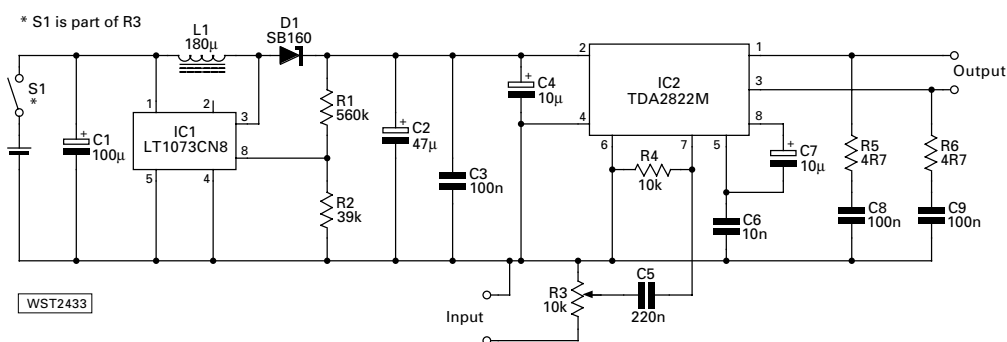 * S1 is part of R3
L1
180µ
D1
SB160
S1
*
C1
100µ
+
1
2
3
8
5
4
IC1
LT1073CN8
R1
560k
R2
39k
+
C2
47µ
C3
100n
+
C4
10µ
2
4
6
7
5
8
3
1
IC2
TDA2822M
R4
10k
+
C7
10µ
C6
10n
R5
4R7
C8
100n
R6
4R7
C9
100n
Output
Input
R3
10k
C5
220n
WST2433